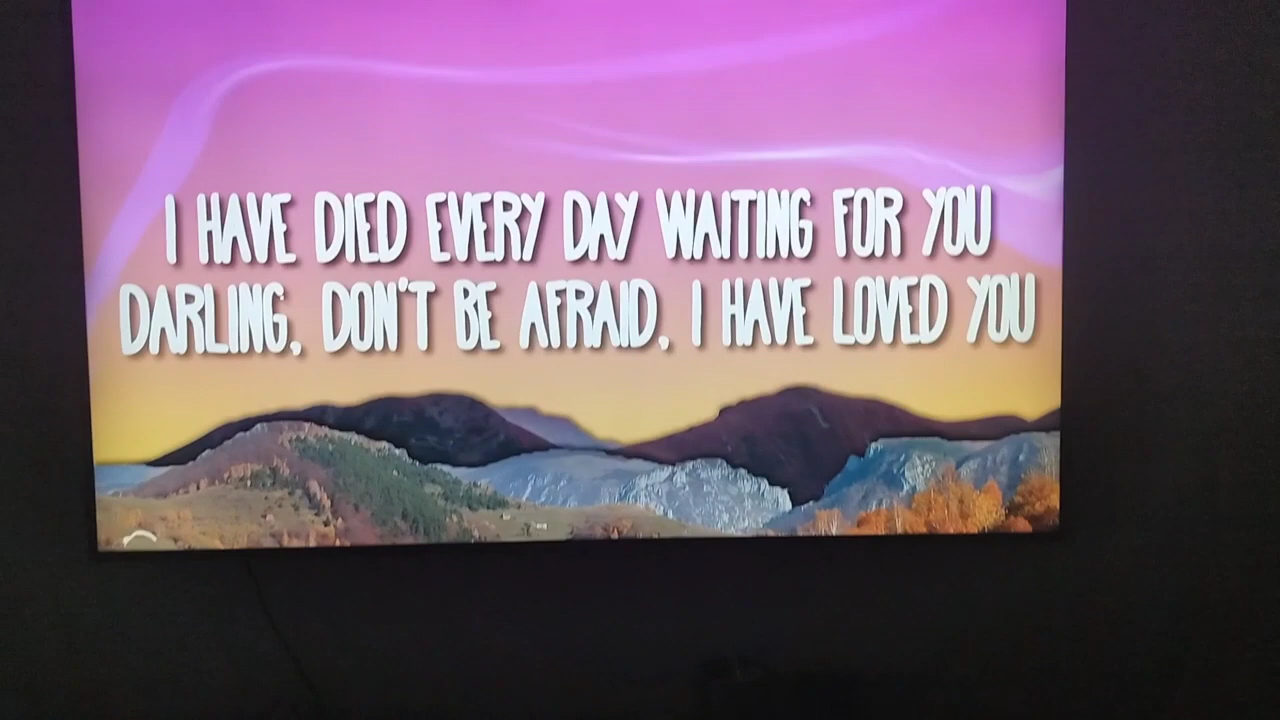 I HAVE DIED EVERY DAY WAITING FOR YOU
DARLING, DON'T BE AFRAID, I HAVE LOVED YOU